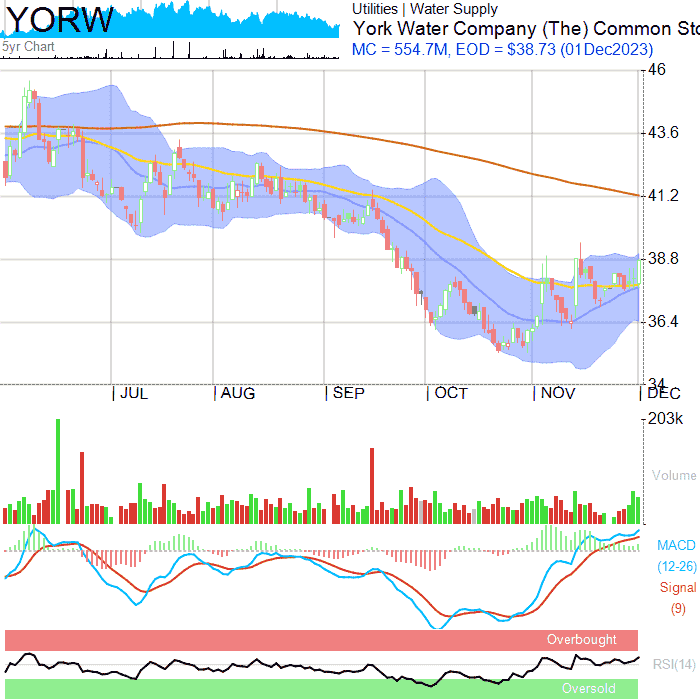 YORW
5yr Chart
Utilities | Water Supply
York Water Company (The) Common Sto
MC = 554.7M, EOD = $38.73 (01Dec2023)
46
43.6
41.2
38.8
36.4
34
JUL
AUG
SEP
OCT
NOV
DEC
203k
Volume
MACD
(12-26)
Signal
(9)
Overbought
RSI(14)
Oversold